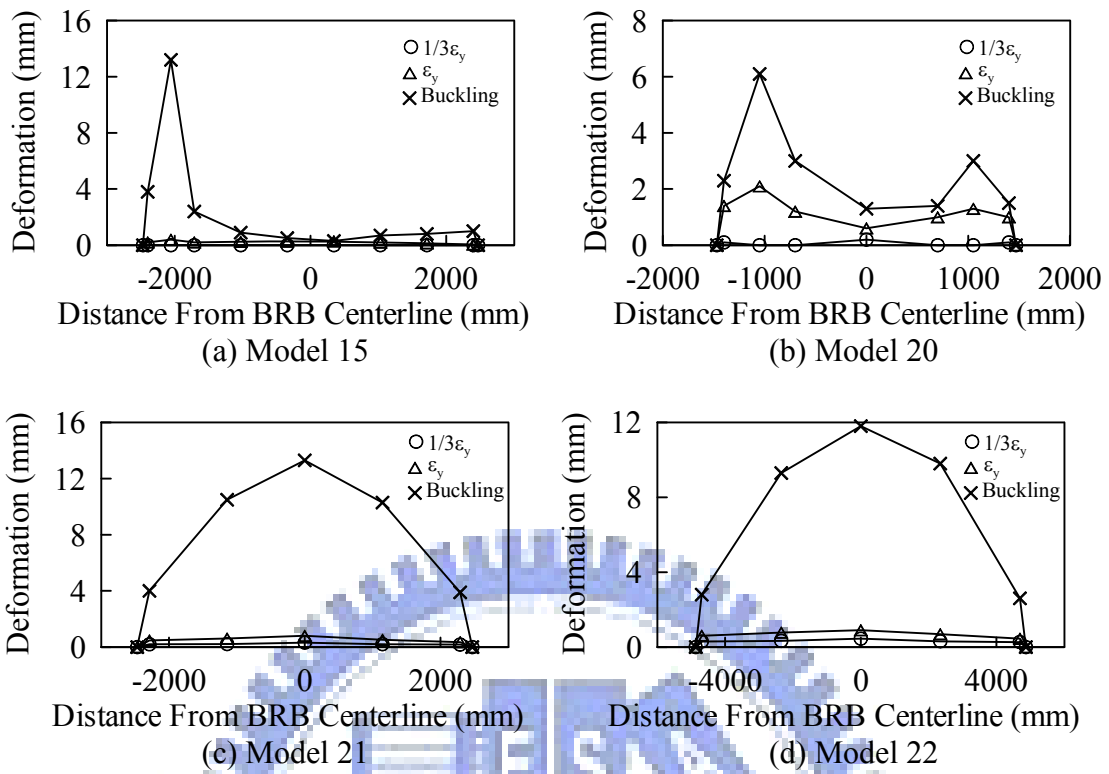 Deformation (mm)
16
12
8
4
0
-2000
0
2000
1/3εy
εy
Buckling
Distance From BRB Centerline (mm)
(a) Model 15
Deformation (mm)
8
6
4
2
0
-2000
-1000
0
1000
2000
1/3εy
εy
Buckling
Distance From BRB Centerline (mm)
(b) Model 20
Deformation (mm)
16
12
8
4
0
-2000
0
2000
1/3εy
εy
Buckling
Distance From BRB Centerline (mm)
(c) Model 21
Deformation (mm)
12
8
4
0
-4000
0
4000
1/3εy
εy
Buckling
Distance From BRB Centerline (mm)
(d) Model 22